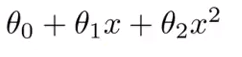 θ₀ + θ₁x + θ₂x²